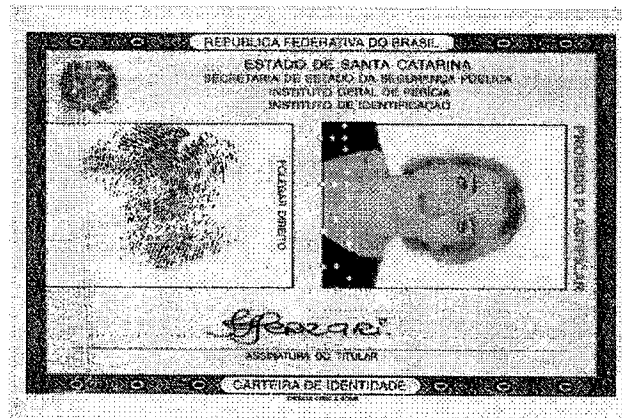 REPÚBLICA FEDERATIVA DO BRASIL
ESTADO DE SANTA CATARINA
SECRETARIA DE ESTADO DA SEGURANÇA PÚBLICA
INSTITUTO GERAL DE PERÍCIA
INSTITUTO DE IDENTIFICAÇÃO
POLEGAR DIREITO
PROIBIDO PLASTIFICAR
ASSINATURA DO TITULAR
CARTEIRA DE IDENTIDADE